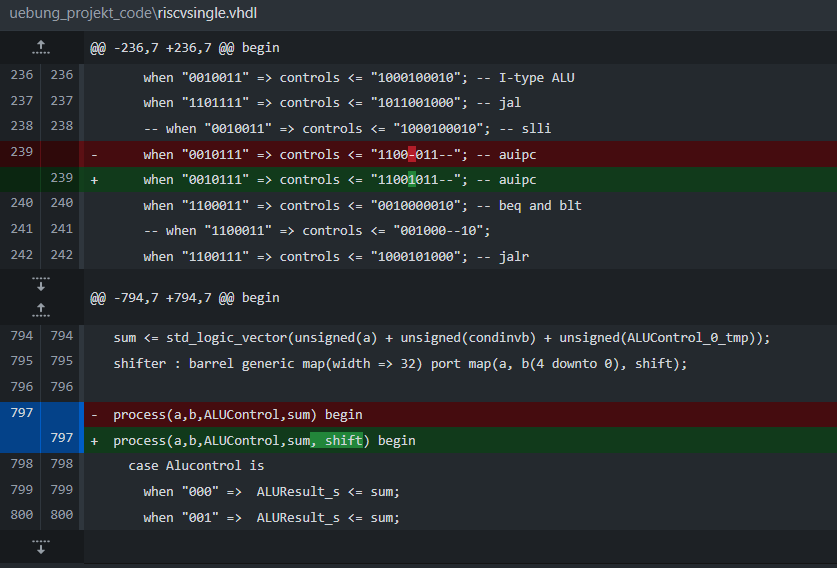 uebung_projekt_code\riscvsingle.vhdl
@@ -236,7 +236,7 @@ begin
236 236 when "0010011" => controls <= "1000100010"; -- I-type ALU
237 237 when "1101111" => controls <= "1011001000"; -- jal
238 238 -- when "0010011" => controls <= "1000100010"; -- slli
239 - when "0010111" => controls <= "1100-011--"; -- auipc
239 + when "0010111" => controls <= "11001011--"; -- auipc
240 240 when "1100011" => controls <= "0010000010"; -- beq and blt
241 241 -- when "1100011" => controls <= "001000--10";
242 242 when "1100111" => controls <= "1000101000"; -- jalr
@@ -794,7 +794,7 @@ begin
794 794 sum <= std_logic_vector(unsigned(a) + unsigned(condinvb) + unsigned(ALUControl_0_tmp));
795 795 shifter : barrel generic map(width => 32) port map(a, b(4 downto 0), shift);
796 796
797 - process(a,b,ALUControl,sum) begin
797 + process(a,b,ALUControl,sum, shift) begin
798 798 case Alucontrol is
799 799 when "000" => ALUResult_s <= sum;
800 800 when "001" => ALUResult_s <= sum;